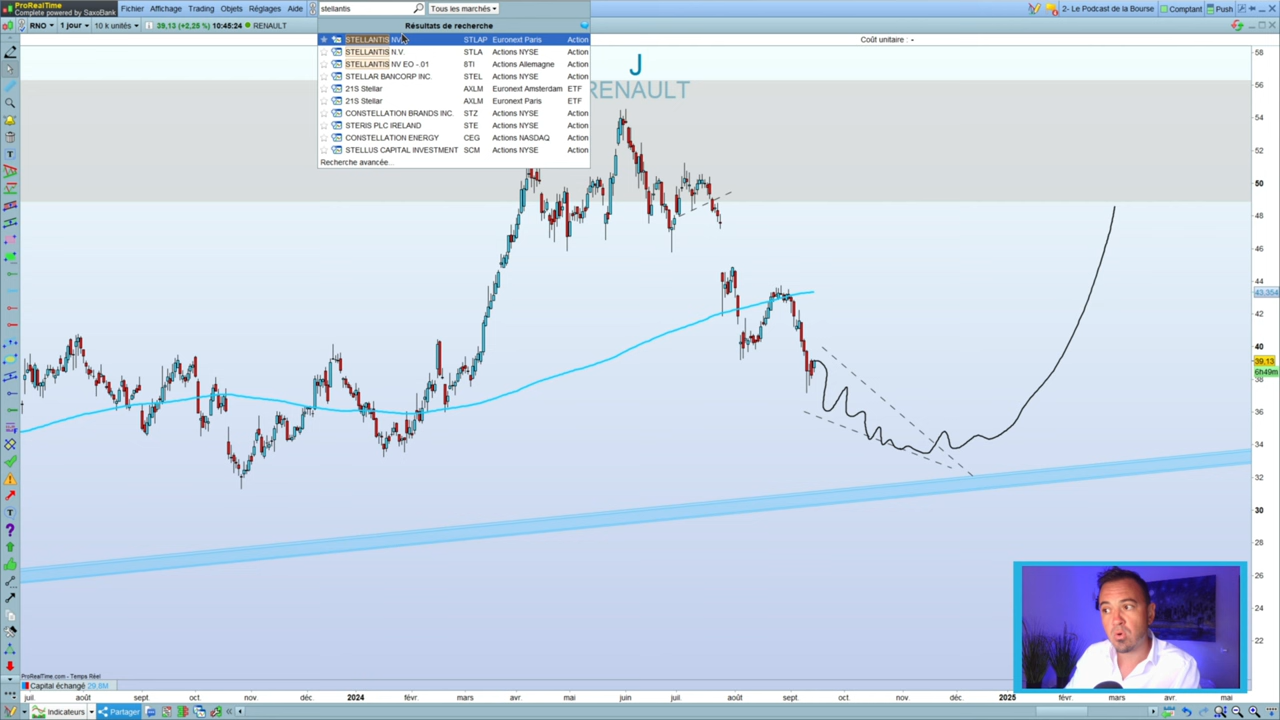 ProRealTime
Complete powered by SaxoBank
Fichier Affichage Trading Objets Réglages Aide
stellantis
Tous les marchés
2- Le Podcast de la Bourse
Comptant
Push
RNO 1 jour 10 k unités 39,13 (+2,25 %) 10:45:24 RENAULT
Résultats de recherche
STELLANTIS NV STLAP Euronext Paris Action
STELLANTIS N.V. STLA Actions NYSE Action
STELLANTIS NV EO - 01 8TI Actions Allemagne Action
STELLAR BANCORP INC. STEL Actions NYSE Action
21S Stellar AXLM Euronext Amsterdam ETF
21S Stellar AXLM Euronext Paris ETF
CONSTELLATION BRANDS INC. STZ Actions NYSE Action
STERIS PLC IRELAND STE Actions NYSE Action
CONSTELLATION ENERGY CEG Actions NASDAQ Action
STELLUS CAPITAL INVESTMENT SCM Actions NYSE Action
Recherche avancée...
Coût unitaire : -
J
RENAULT
56
54
52
50
48
46
44
43,354
42
40
39,13
6h49m
38
36
34
32
30
28
26
24
22
ProRealTime.com - Temps Réel
Capital échangé 29,8M
juil. août sept. oct. nov. déc. 2024 févr. mars avr. mai juin juil. août sept. oct. nov. déc. 2025 févr. mars avr. mai
Indicateurs
Partager